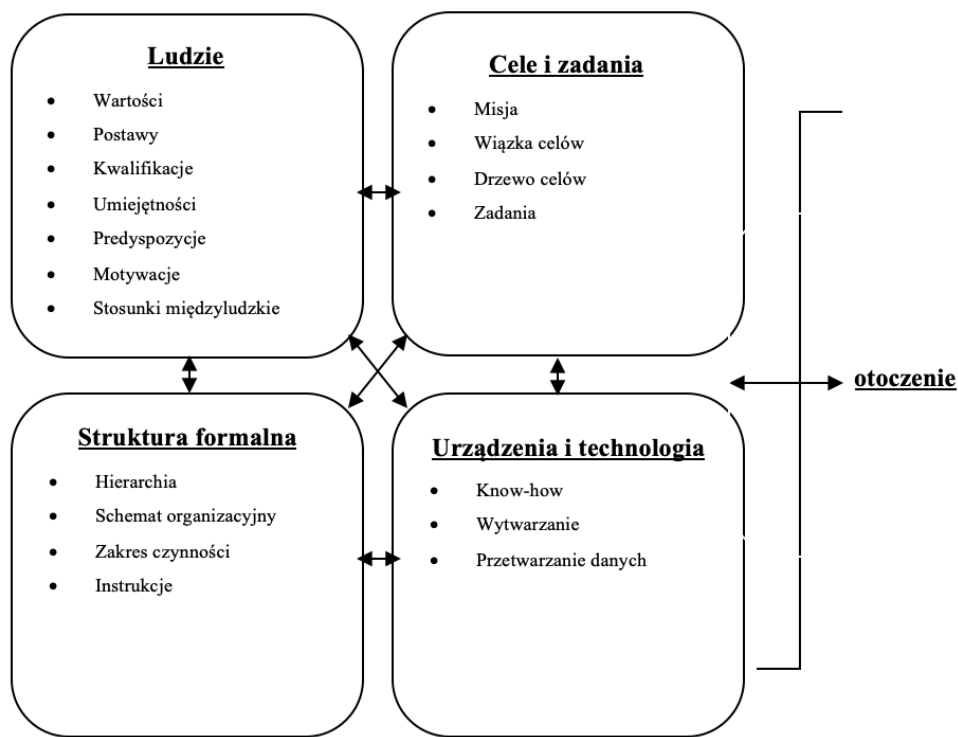 Ludzie
Wartości
Postawy
Kwalifikacje
Umiejętności
Predyspozycje
Motywacje
Stosunki międzyludzkie
Cele i zadania
Misja
Wiązka celów
Drzewo celów
Zadania
Struktura formalna
Hierarchia
Schemat organizacyjny
Zakres czynności
Instrukcje
Urządzenia i technologia
Know-how
Wytwarzanie
Przetwarzanie danych
otoczenie